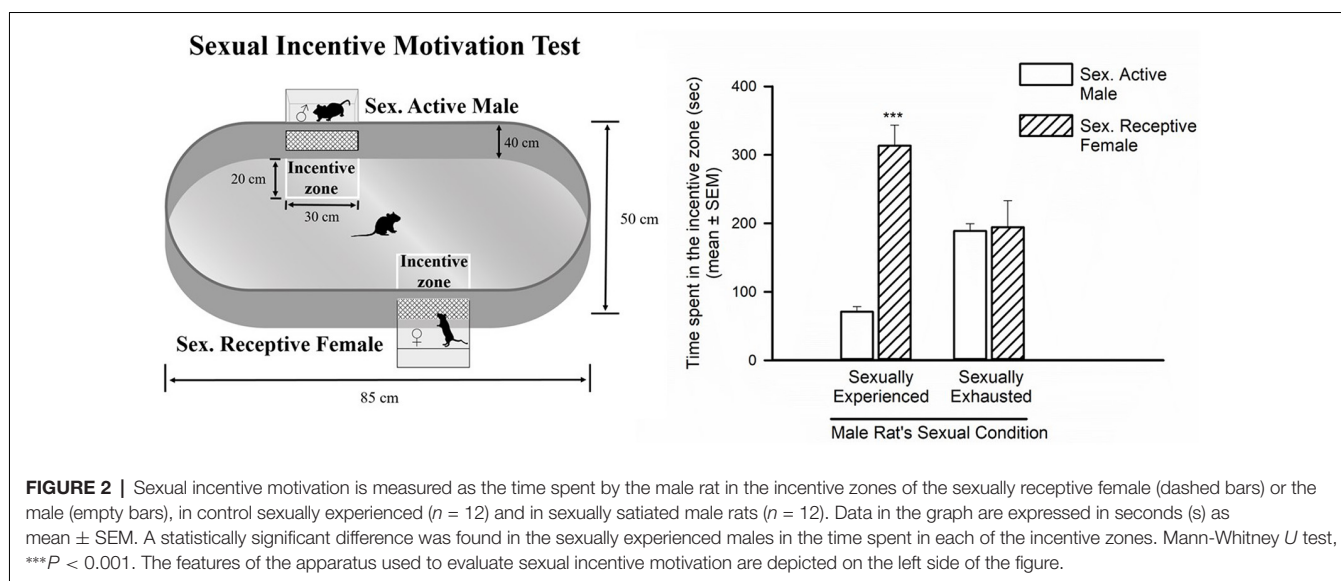 Sexual Incentive Motivation Test
♂
Sex. Active Male
40 cm
20 cm
Incentive
zone
30 cm
50 cm
Incentive
zone
♀
Sex. Receptive Female
85 cm
Time spent in the incentive zone (sec)
(mean ± SEM)
400
300
200
100
0
***
Sex. Active
Male
Sex. Receptive
Female
Sexually
Experienced
Sexually
Exhausted
Male Rat's Sexual Condition
FIGURE 2 | Sexual incentive motivation is measured as the time spent by the male rat in the incentive zones of the sexually receptive female (dashed bars) or the
male (empty bars), in control sexually experienced (n = 12) and in sexually satiated male rats (n = 12). Data in the graph are expressed in seconds (s) as
mean ± SEM. A statistically significant difference was found in the sexually experienced males in the time spent in each of the incentive zones. Mann-Whitney U test,
***P < 0.001. The features of the apparatus used to evaluate sexual incentive motivation are depicted on the left side of the figure.